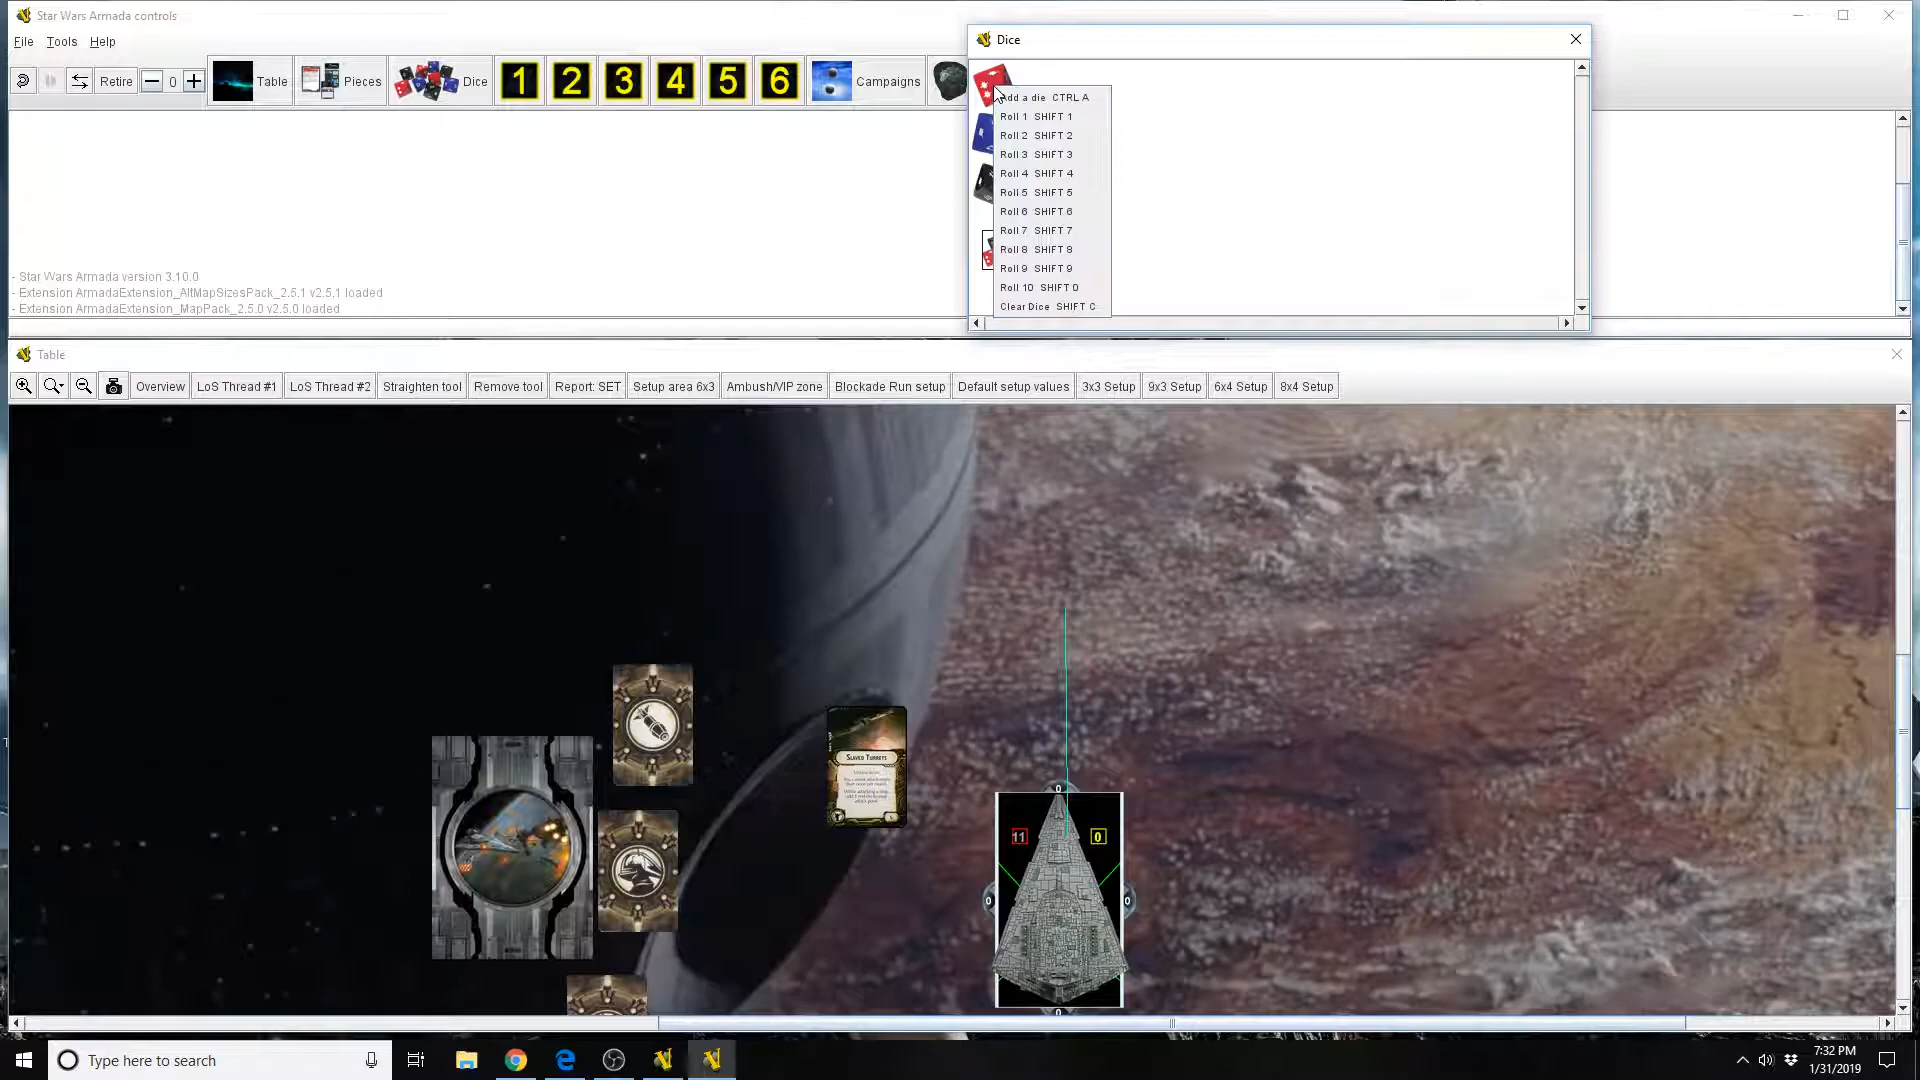 Star Wars Armada controls
File Tools Help
Retire 0 Table Pieces Dice 1 2 3 4 5 6 Campaigns
- Star Wars Armada version 3.10.0
- Extension ArmadaExtension_AltMapSizesPack_2.5.1 v2.5.1 loaded
- Extension ArmadaExtension_MapPack_2.5.0 v2.5.0 loaded
Dice
Add a die CTRL A
Roll 1 SHIFT 1
Roll 2 SHIFT 2
Roll 3 SHIFT 3
Roll 4 SHIFT 4
Roll 5 SHIFT 5
Roll 6 SHIFT 6
Roll 7 SHIFT 7
Roll 8 SHIFT 8
Roll 9 SHIFT 9
Roll 10 SHIFT 0
Clear Dice SHIFT C
Table
Overview LoS Thread #1 LoS Thread #2 Straighten tool Remove tool Report: SET Setup area 6x3 Ambush/VIP zone Blockade Run setup Default setup values 3x3 Setup 9x3 Setup 6x4 Setup 8x4 Setup
Slaved Turrets
0
11 0
0 0
0
Type here to search
7:32 PM
1/31/2019